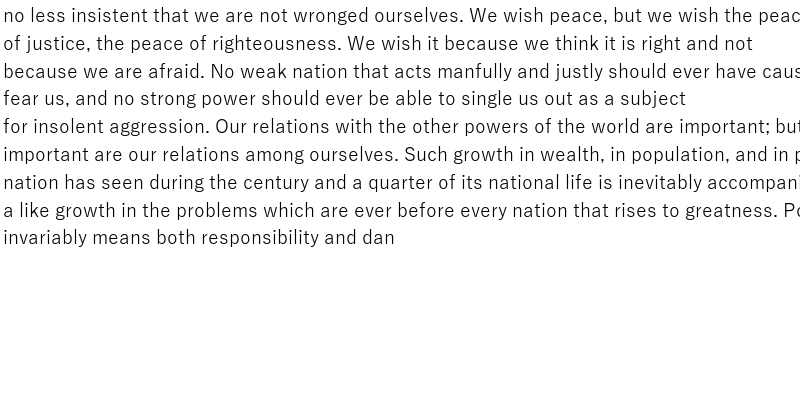 no less insistent that we are not wronged ourselves. We wish peace, but we wish the peac
of justice, the peace of righteousness. We wish it because we think it is right and not
because we are afraid. No weak nation that acts manfully and justly should ever have caus
fear us, and no strong power should ever be able to single us out as a subject
for insolent aggression. Our relations with the other powers of the world are important; but
important are our relations among ourselves. Such growth in wealth, in population, and in p
nation has seen during the century and a quarter of its national life is inevitably accompani
a like growth in the problems which are ever before every nation that rises to greatness. Po
invariably means both responsibility and dan